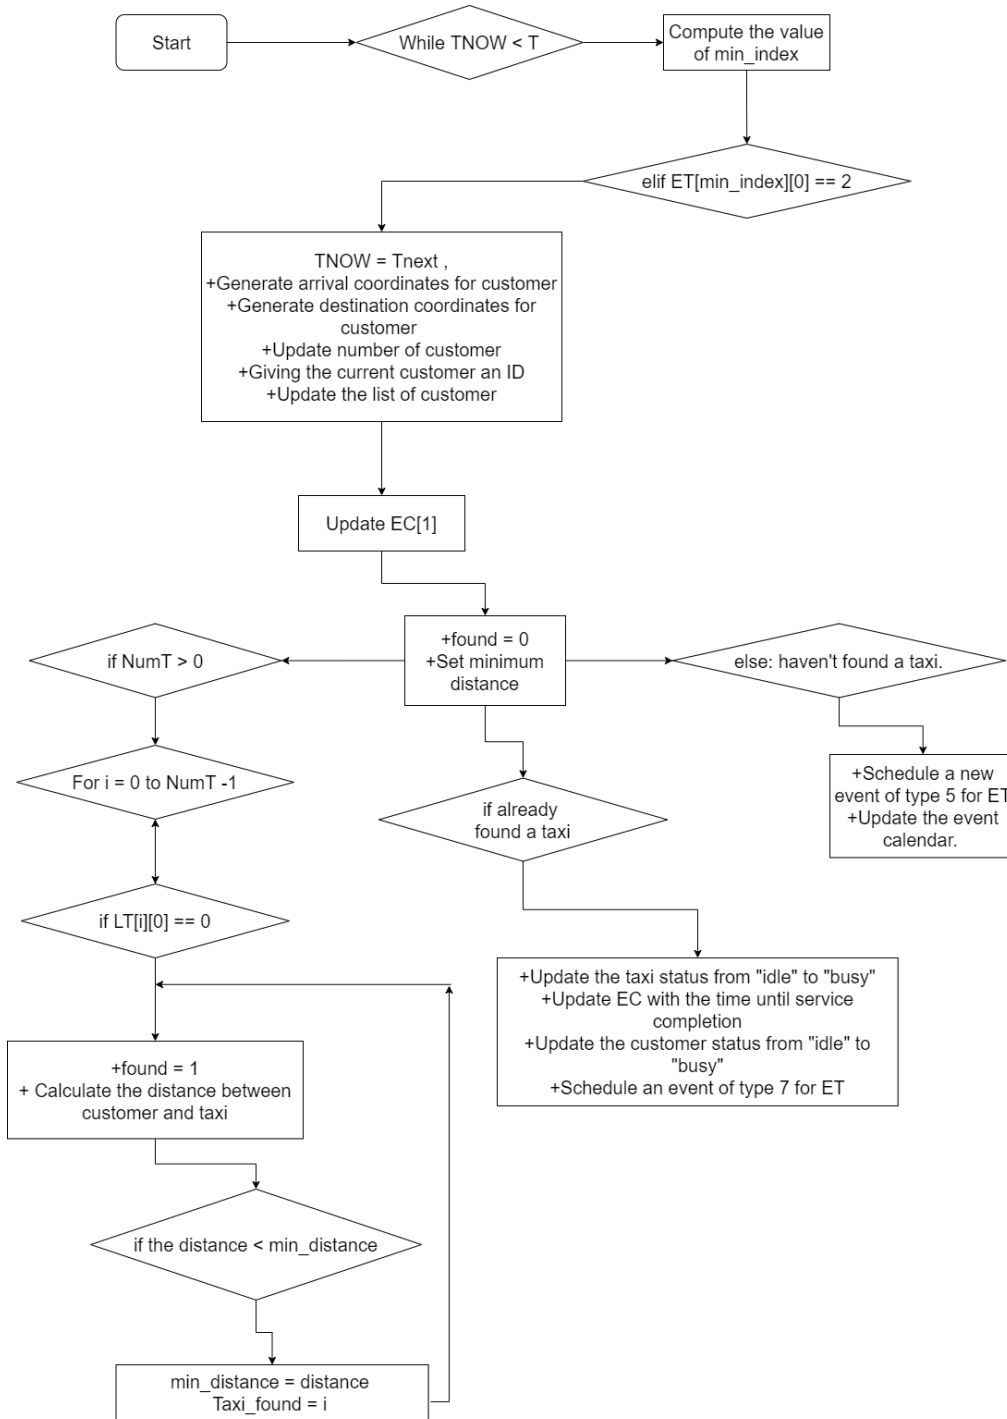 Start
While TNOW < T
Compute the value
of min_index
elif ET[min_index][0] == 2
TNOW = Tnext ,
+Generate arrival coordinates for customer
+Generate destination coordinates for
customer
+Update number of customer
+Giving the current customer an ID
+Update the list of customer
Update EC[1]
+found = 0
+Set minimum
distance
if NumT > 0
else: haven't found a taxi.
For i = 0 to NumT -1
+Schedule a new
event of type 5 for ET
+Update the event
calendar.
if already
found a taxi
if LT[i][0] == 0
+Update the taxi status from "idle" to "busy"
+Update EC with the time until service
completion
+Update the customer status from "idle" to
"busy"
+Schedule an event of type 7 for ET
+found = 1
+ Calculate the distance between
customer and taxi
if the distance < min_distance
min_distance = distance
Taxi_found = i